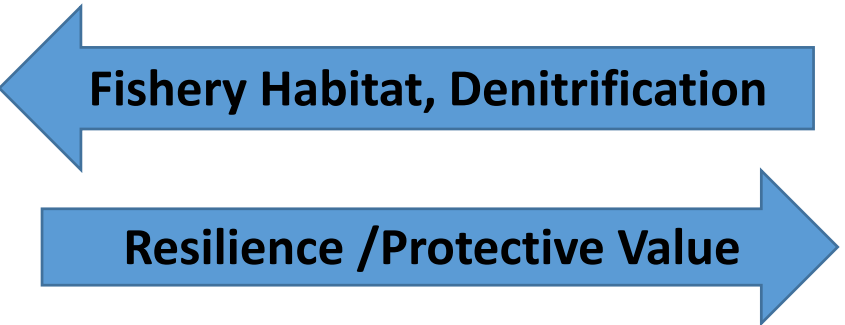 Fishery Habitat, Denitrification
Resilience /Protective Value